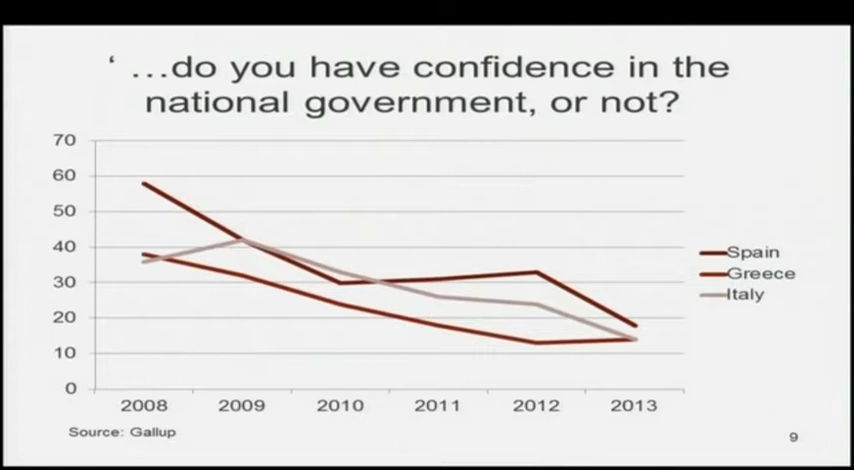 ‘ ...do you have confidence in the
national government, or not?
70
60
50
40
30
20
10
0
2008 2009 2010 2011 2012 2013
Spain
Greece
Italy
Source: Gallup
9